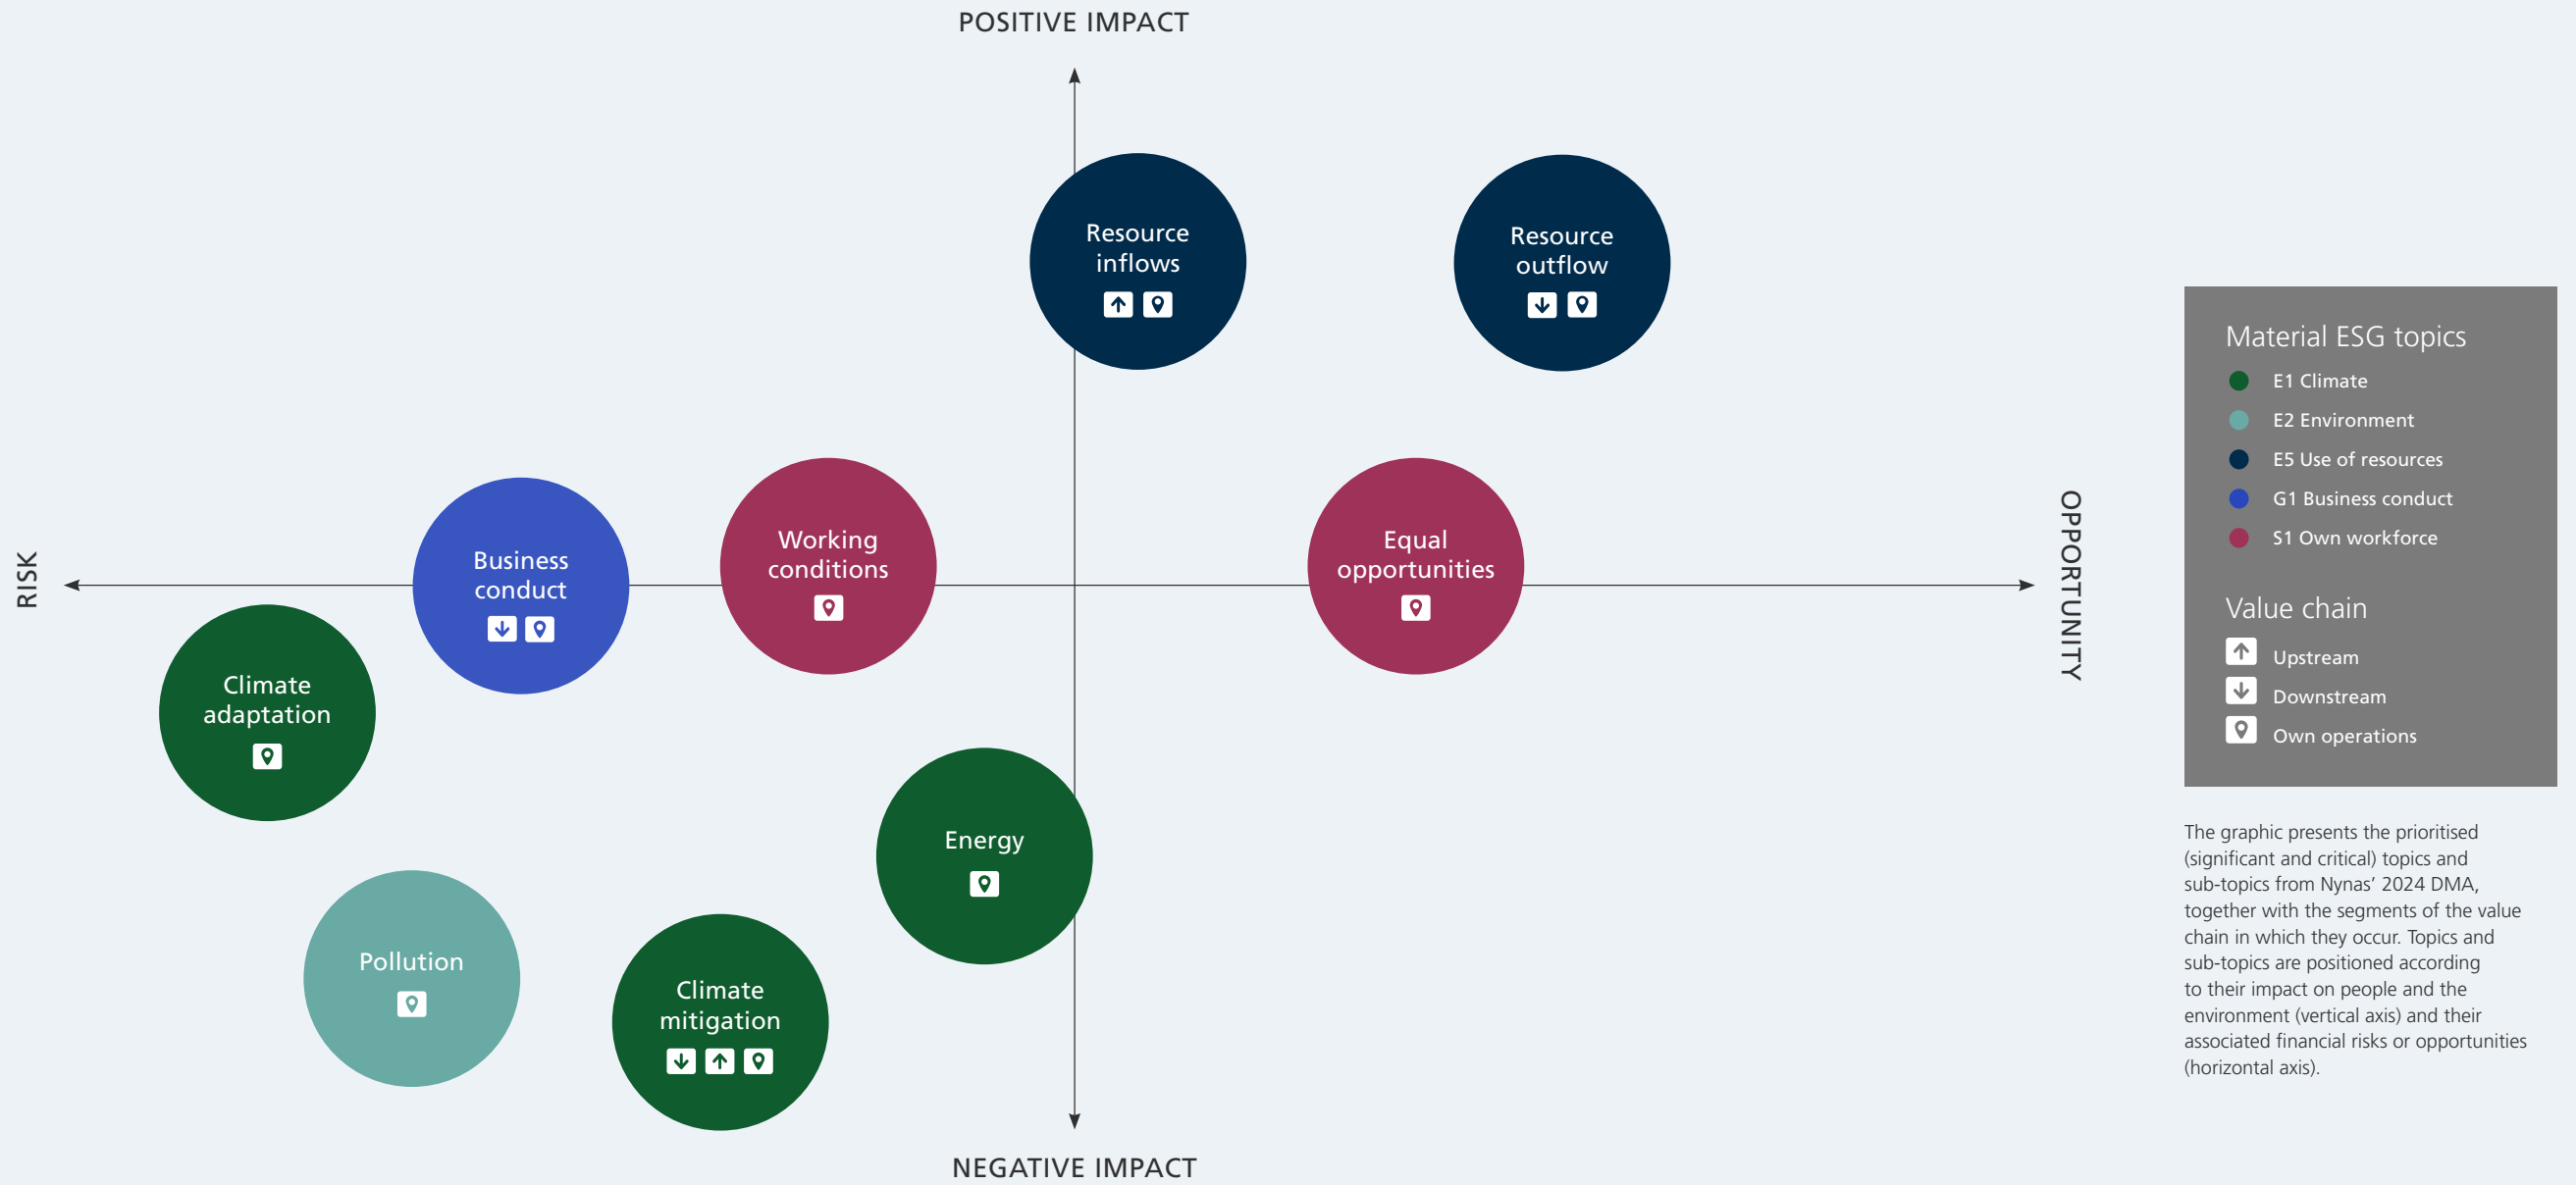 POSITIVE IMPACT
Resource
inflows
Resource
outflow
Working
conditions
Equal
opportunities
Business
conduct
RISK
OPPORTUNITY
Climate
adaptation
Energy
Pollution
Climate
mitigation
NEGATIVE IMPACT
Material ESG topics
E1 Climate
E2 Environment
E5 Use of resources
G1 Business conduct
S1 Own workforce
Value chain
Upstream
Downstream
Own operations
The graphic presents the prioritised
(significant and critical) topics and
sub-topics from Nynas’ 2024 DMA,
together with the segments of the value
chain in which they occur. Topics and
sub-topics are positioned according
to their impact on people and the
environment (vertical axis) and their
associated financial risks or opportunities
(horizontal axis).